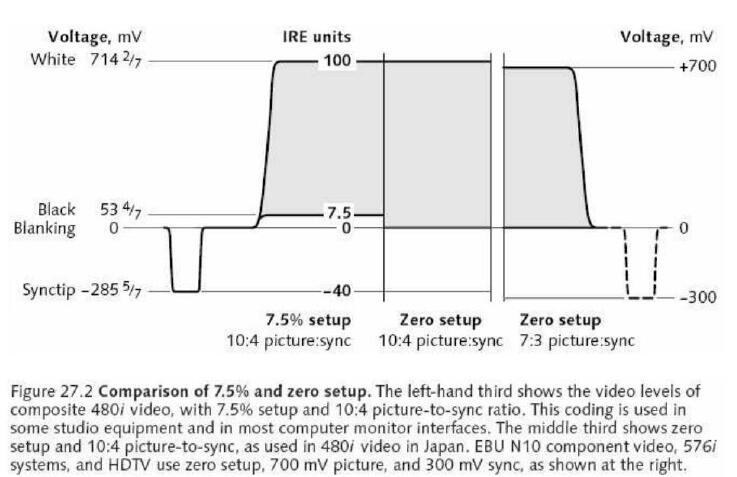 Voltage, mV IRE units Voltage, mV
White 714 2/7 100 +700
Black 53 4/7 7.5
Blanking 0 0 0
Synctip –285 5/7 –40 –300
7.5% setup Zero setup Zero setup
10:4 picture:sync 10:4 picture:sync 7:3 picture:sync
Figure 27.2 Comparison of 7.5% and zero setup. The left-hand third shows the video levels of
composite 480i video, with 7.5% setup and 10:4 picture-to-sync ratio. This coding is used in
some studio equipment and in most computer monitor interfaces. The middle third shows zero
setup and 10:4 picture-to-sync, as used in 480i video in Japan. EBU N10 component video, 576i
systems, and HDTV use zero setup, 700 mV picture, and 300 mV sync, as shown at the right.